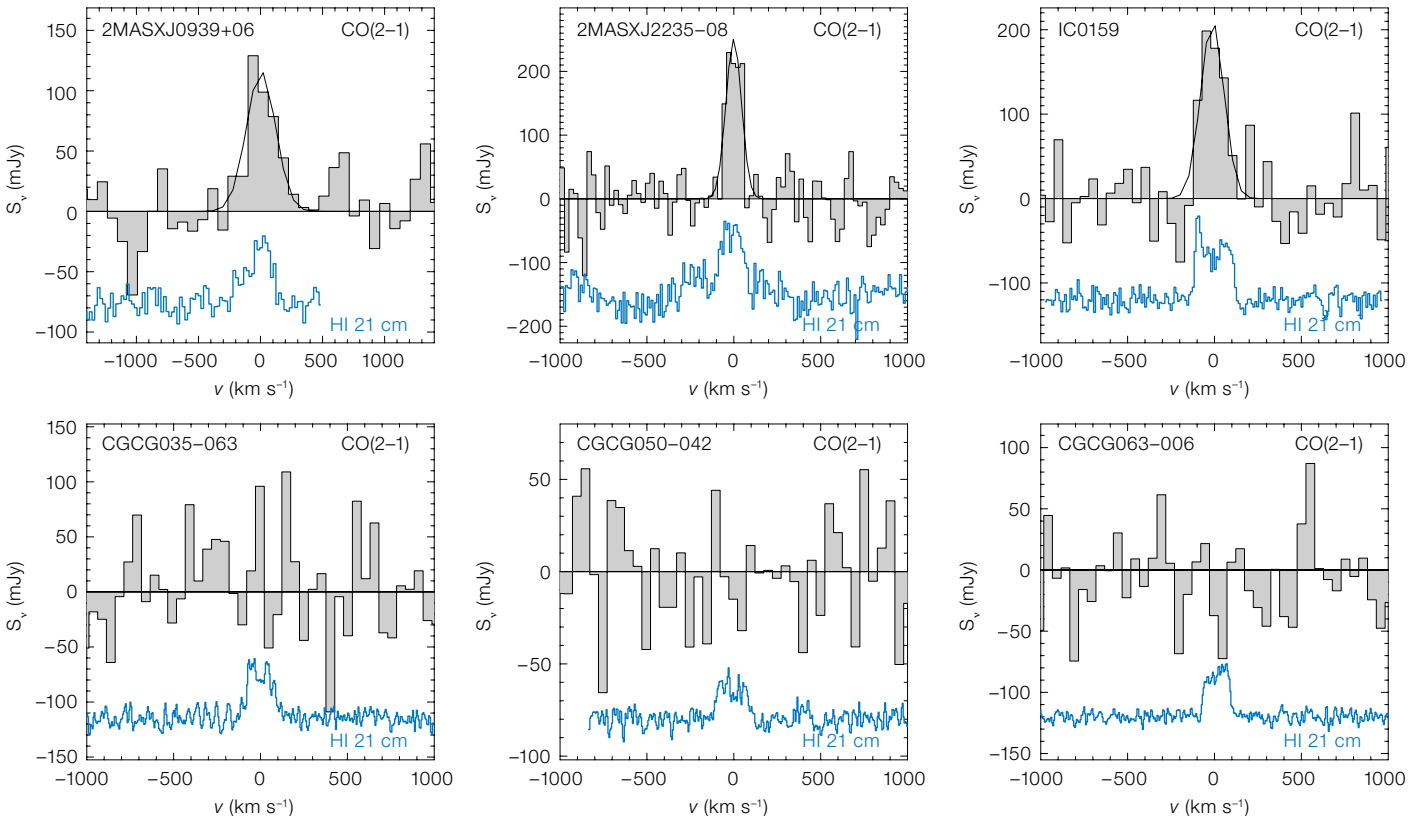 2MASXJ0939+06 CO(2–1)
150
100
50
0
−50
−100
Sν (mJy)
HI 21 cm
−1000 −500 0 500 1000
v (km s⁻¹)
2MASXJ2235–08 CO(2–1)
200
100
0
−100
−200
Sν (mJy)
HI 21 cm
−1000 −500 0 500 1000
v (km s⁻¹)
IC0159 CO(2–1)
200
100
0
−100
Sν (mJy)
HI 21 cm
−1000 −500 0 500 1000
v (km s⁻¹)
CGCG035–063 CO(2–1)
150
100
50
0
−50
−100
−150
Sν (mJy)
HI 21 cm
−1000 −500 0 500 1000
v (km s⁻¹)
CGCG050–042 CO(2–1)
50
0
−50
−100
Sν (mJy)
HI 21 cm
−1000 −500 0 500 1000
v (km s⁻¹)
CGCG063–006 CO(2–1)
100
50
0
−50
−100
−150
Sν (mJy)
HI 21 cm
−1000 −500 0 500 1000
v (km s⁻¹)